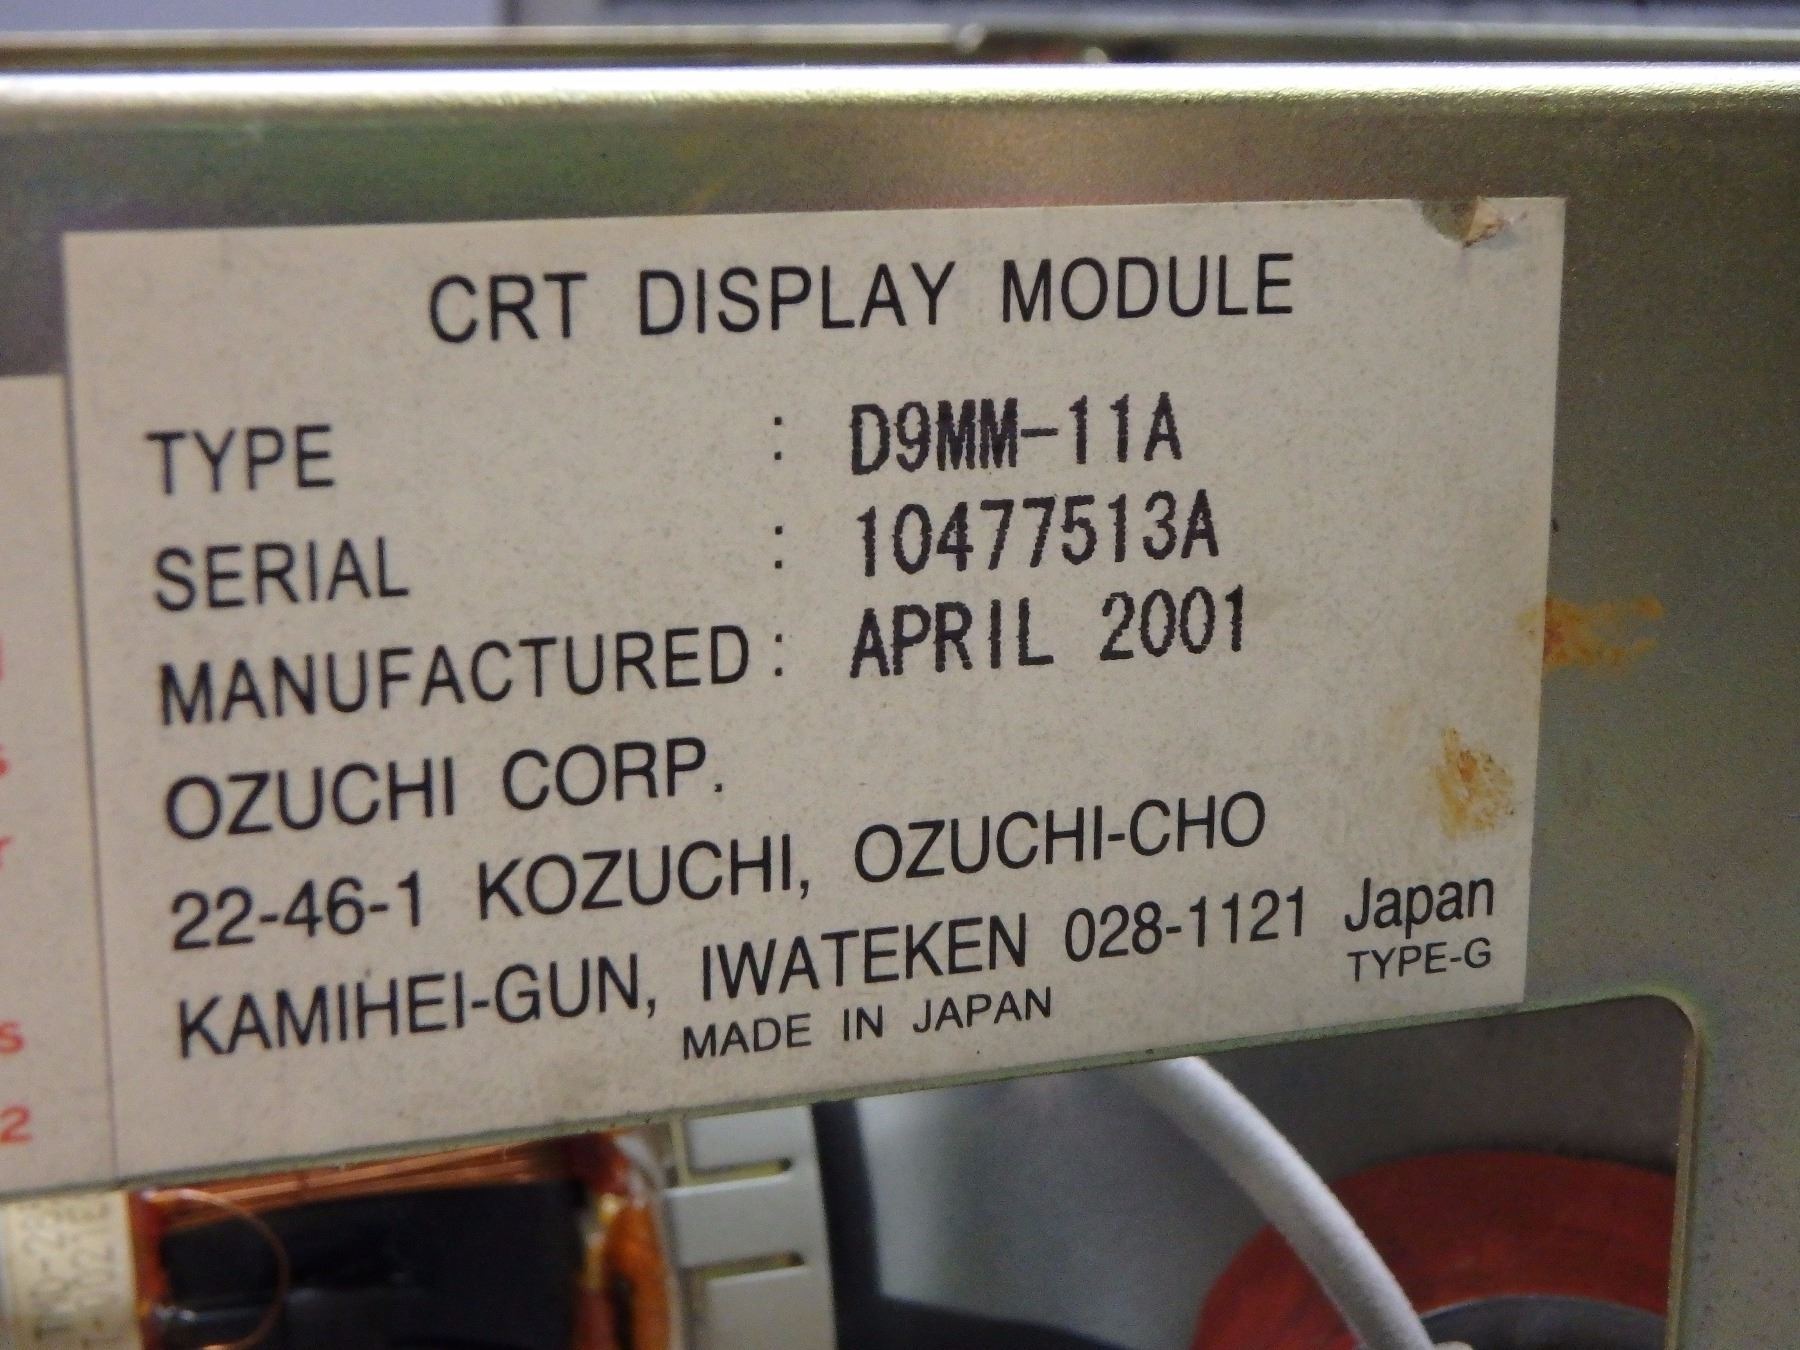 CRT DISPLAY MODULE
TYPE : D9MM-11A
SERIAL : 10477513A
MANUFACTURED : APRIL 2001
OZUCHI CORP.
22-46-1 KOZUCHI, OZUCHI-CHO
KAMIHEI-GUN, IWATEKEN 028-1121 Japan
MADE IN JAPAN TYPE-G
s
2